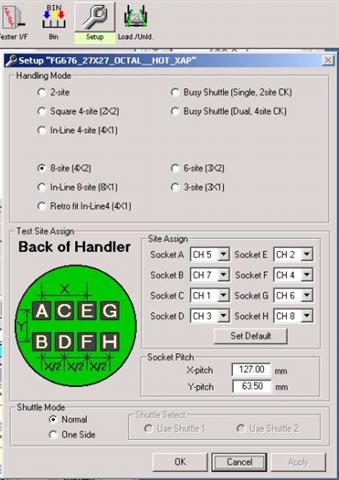 BIN
Tester I/F
Bin
Setup
Load./Unld.
Setup "FG676_27X27_OCTAL__HOT_XAP"
Handling Mode
2-site
Busy Shuttle (Single, 2site CK)
Square 4-site (2X2)
Busy Shuttle (Dual, 4site CK)
In-Line 4-site (4X1)
8-site (4X2)
6-site (3X2)
In-Line 8-site (8X1)
3-site (3X1)
Retro fit In-Line4 (4X1)
Test Site Assign
Back of Handler
X
Y
A C E G
B D F H
X/2 X/2 X/2
Site Assign
Socket A CH 5 Socket E CH 2
Socket B CH 7 Socket F CH 4
Socket C CH 1 Socket G CH 6
Socket D CH 3 Socket H CH 8
Set Default
Socket Pitch
X-pitch 127.00 mm
Y-pitch 63.50 mm
Shuttle Mode
Normal
One Side
Shuttle Select
Use Shuttle 1 Use Shuttle 2
OK Cancel Apply